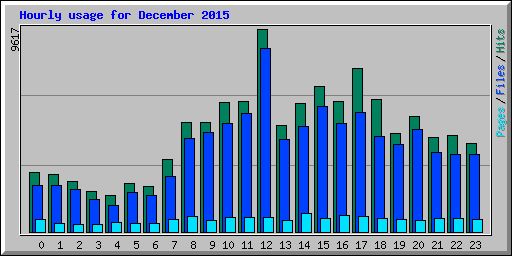 Hourly usage for December 2015
9617
Pages / Files / Hits
0 1 2 3 4 5 6 7 8 9 10 11 12 13 14 15 16 17 18 19 20 21 22 23